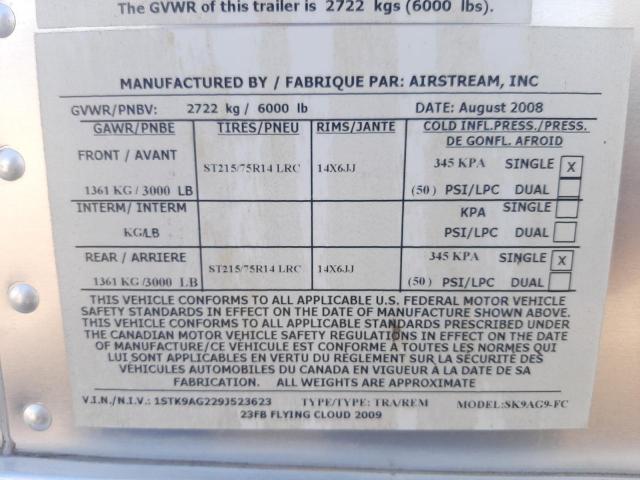 The GVWR of this trailer is 2722 kgs (6000 lbs).
MANUFACTURED BY / FABRIQUE PAR: AIRSTREAM, INC
GVWR/PNBV: 2722 kg / 6000 lb DATE: August 2008
GAWR/PNBE TIRES/PNEU RIMS/JANTE COLD INFL.PRESS./PRESS.
DE GONFL. AFROID
FRONT / AVANT ST215/75R14 LRC 14X6JJ 345 KPA SINGLE X
1361 KG / 3000 LB (50) PSI/LPC DUAL
INTERM/ INTERM KPA SINGLE
KG/LB PSI/LPC DUAL
REAR / ARRIERE ST215/75R14 LRC 14X6JJ 345 KPA SINGLE X
1361 KG /3000 LB (50) PSI/LPC DUAL
THIS VEHICLE CONFORMS TO ALL APPLICABLE U.S. FEDERAL MOTOR VEHICLE
SAFETY STANDARDS IN EFFECT ON THE DATE OF MANUFACTURE SHOWN ABOVE.
THIS VEHICLE CONFORMS TO ALL APPLICABLE STANDARDS PRESCRIBED UNDER
THE CANADIAN MOTOR VEHICLE SAFETY REGULATIONS IN EFFECT ON THE DATE
OF MANUFACTURE/CE VÉHICULE EST CONFORME À TOUTES LES NORMES QUI
LUI SONT APPLICABLES EN VERTU DU RÈGLEMENT SUR LA SÉCURITÉ DES
VÉHICULES AUTOMOBILES DU CANADA EN VIGUEUR À LA DATE DE SA
FABRICATION. ALL WEIGHTS ARE APPROXIMATE
V.I.N./N.I.V.: 1STK9AG229J523623 TYPE/TYPE: TRA/REM MODEL:SK9AG9-FC
23FB FLYING CLOUD 2009